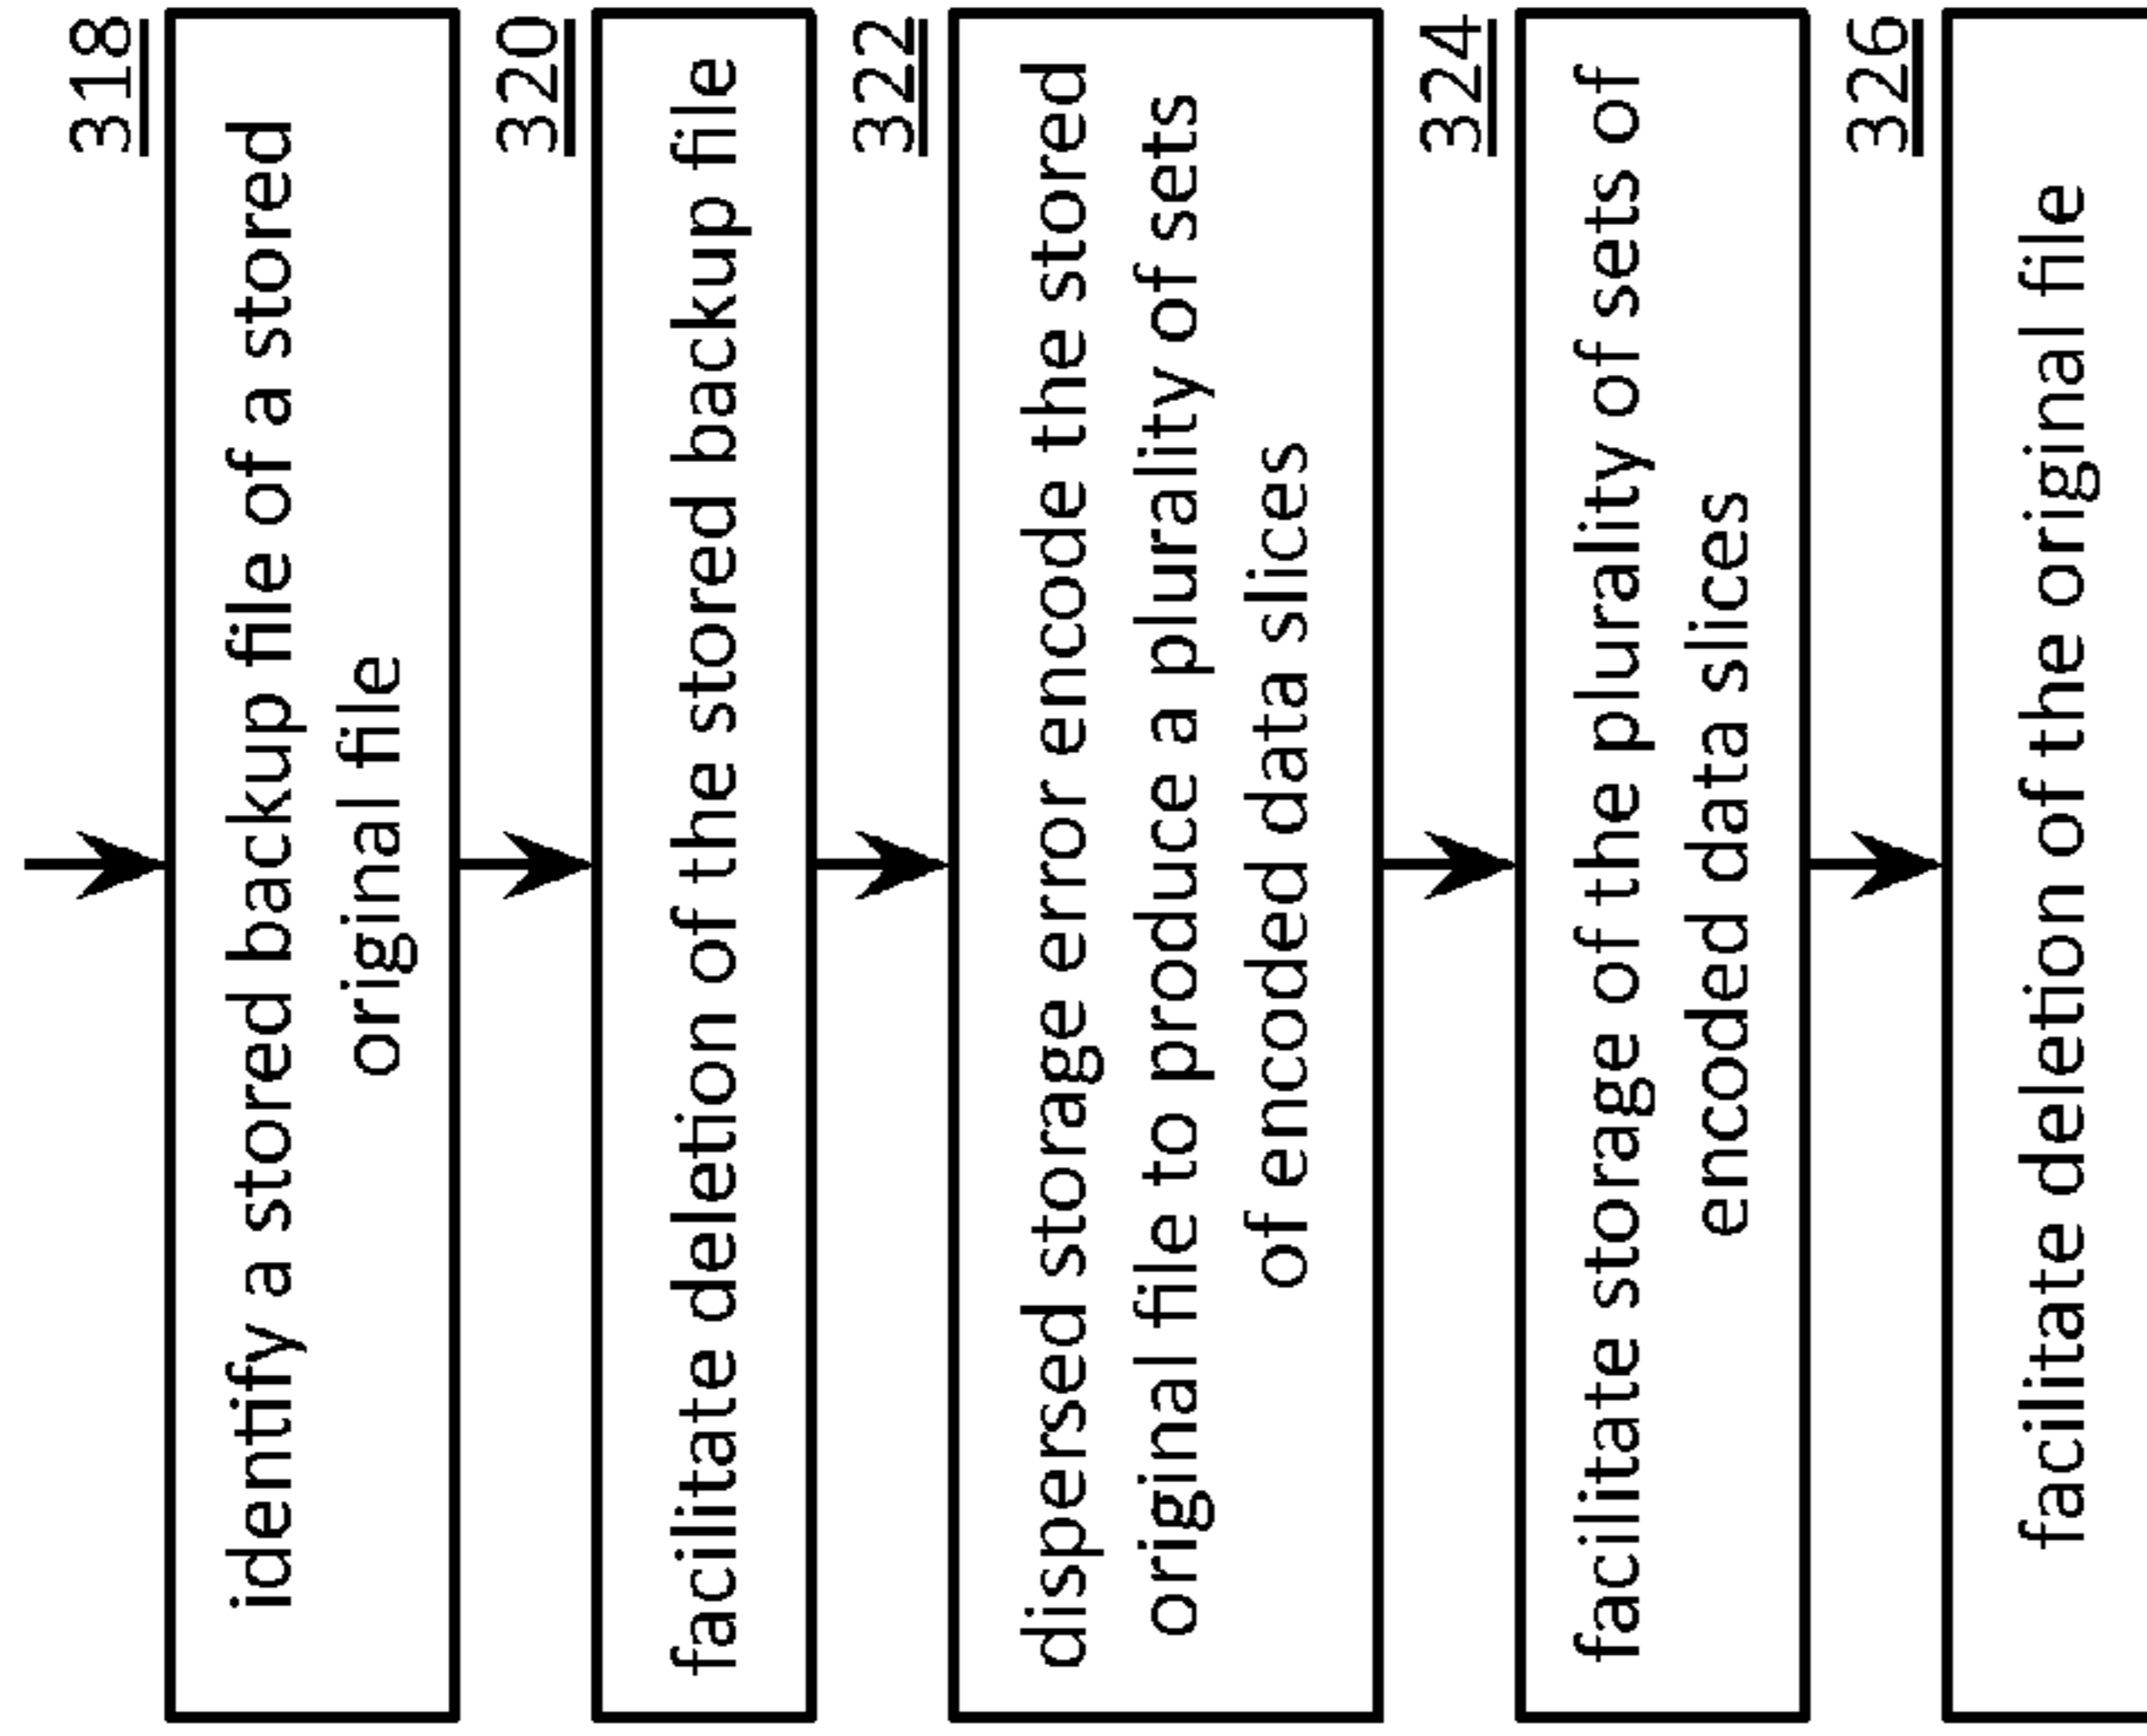 318
identify a stored backup file of a stored
original file
320
facilitate deletion of the stored backup file
322
dispersed storage error encode the stored
original file to produce a plurality of sets
of encoded data slices
324
facilitate storage of the plurality of sets of
encoded data slices
326
facilitate deletion of the original file